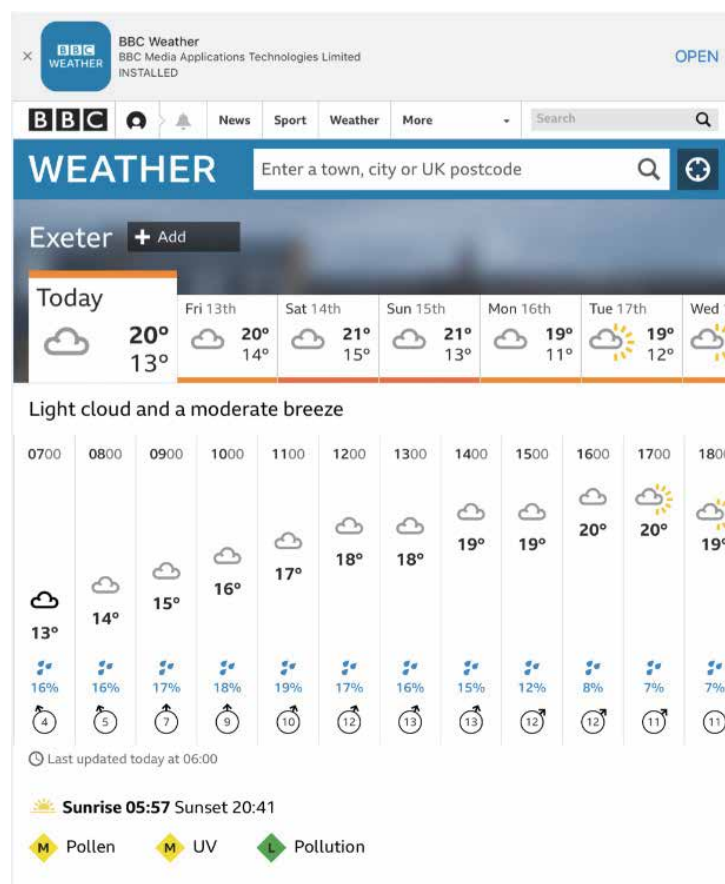 BBC Weather
BBC WEATHER
BBC Media Applications Technologies Limited
INSTALLED
OPEN
BBC News Sport Weather More Search
WEATHER Enter a town, city or UK postcode
Exeter + Add
Today Fri 13th Sat 14th Sun 15th Mon 16th Tue 17th Wed
20° 20° 21° 21° 19° 19°
13° 14° 15° 13° 11° 12°
Light cloud and a moderate breeze
0700 0800 0900 1000 1100 1200 1300 1400 1500 1600 1700 180
13° 14° 15° 16° 17° 18° 18° 19° 19° 20° 20° 19°
16% 16% 17% 18% 19% 17% 16% 15% 12% 8% 7% 7%
4 5 7 9 10 12 13 13 12 12 11 11
Last updated today at 06:00
Sunrise 05:57 Sunset 20:41
M Pollen M UV L Pollution